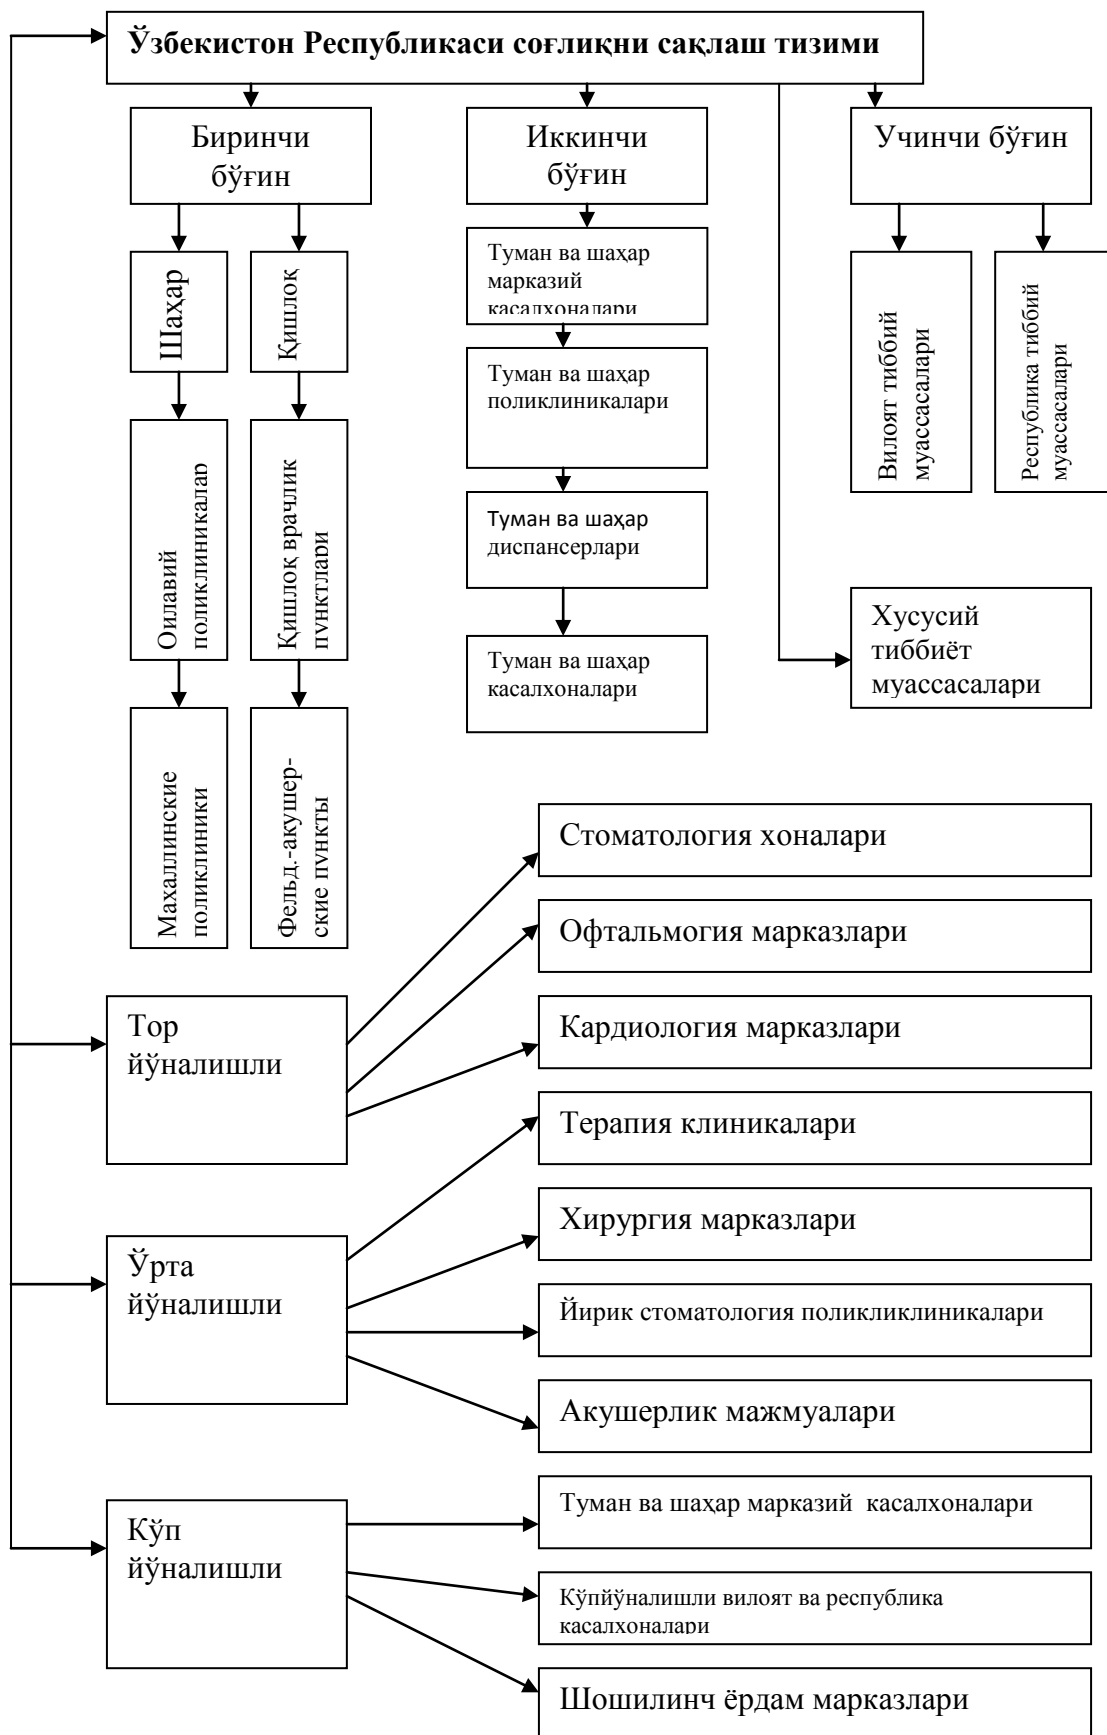 Ўзбекистон Республикаси соғлиқни сақлаш тизими
Биринчи
бўғин
Иккинчи
бўғин
Учинчи бўғин
Шаҳар
Қишлоқ
Туман ва шаҳар
марказий
касалхоналари
Вилоят тиббий
муассасалари
Республика тиббий
муассасалари
Туман ва шаҳар
поликлиникалари
Оилавий
поликлиникалар
Қишлоқ врачлик
пунктлари
Туман ва шаҳар
диспансерлари
Хусусий
тиббиёт
муассасалари
Туман ва шаҳар
касалхоналари
Махаллинские
поликлиники
Фельд.-акушер-
ские пункты
Стоматология хоналари
Офтальмогия марказлари
Тор
йўналишли
Кардиология марказлари
Терапия клиникалари
Хирургия марказлари
Ўрта
йўналишли
Йирик стоматология поликликлиникалари
Акушерлик мажмуалари
Туман ва шаҳар марказий  касалхоналари
Кўп
йўналишли
Кўпйўналишли вилоят ва республика
касалхоналари
Шошилинч ёрдам марказлари